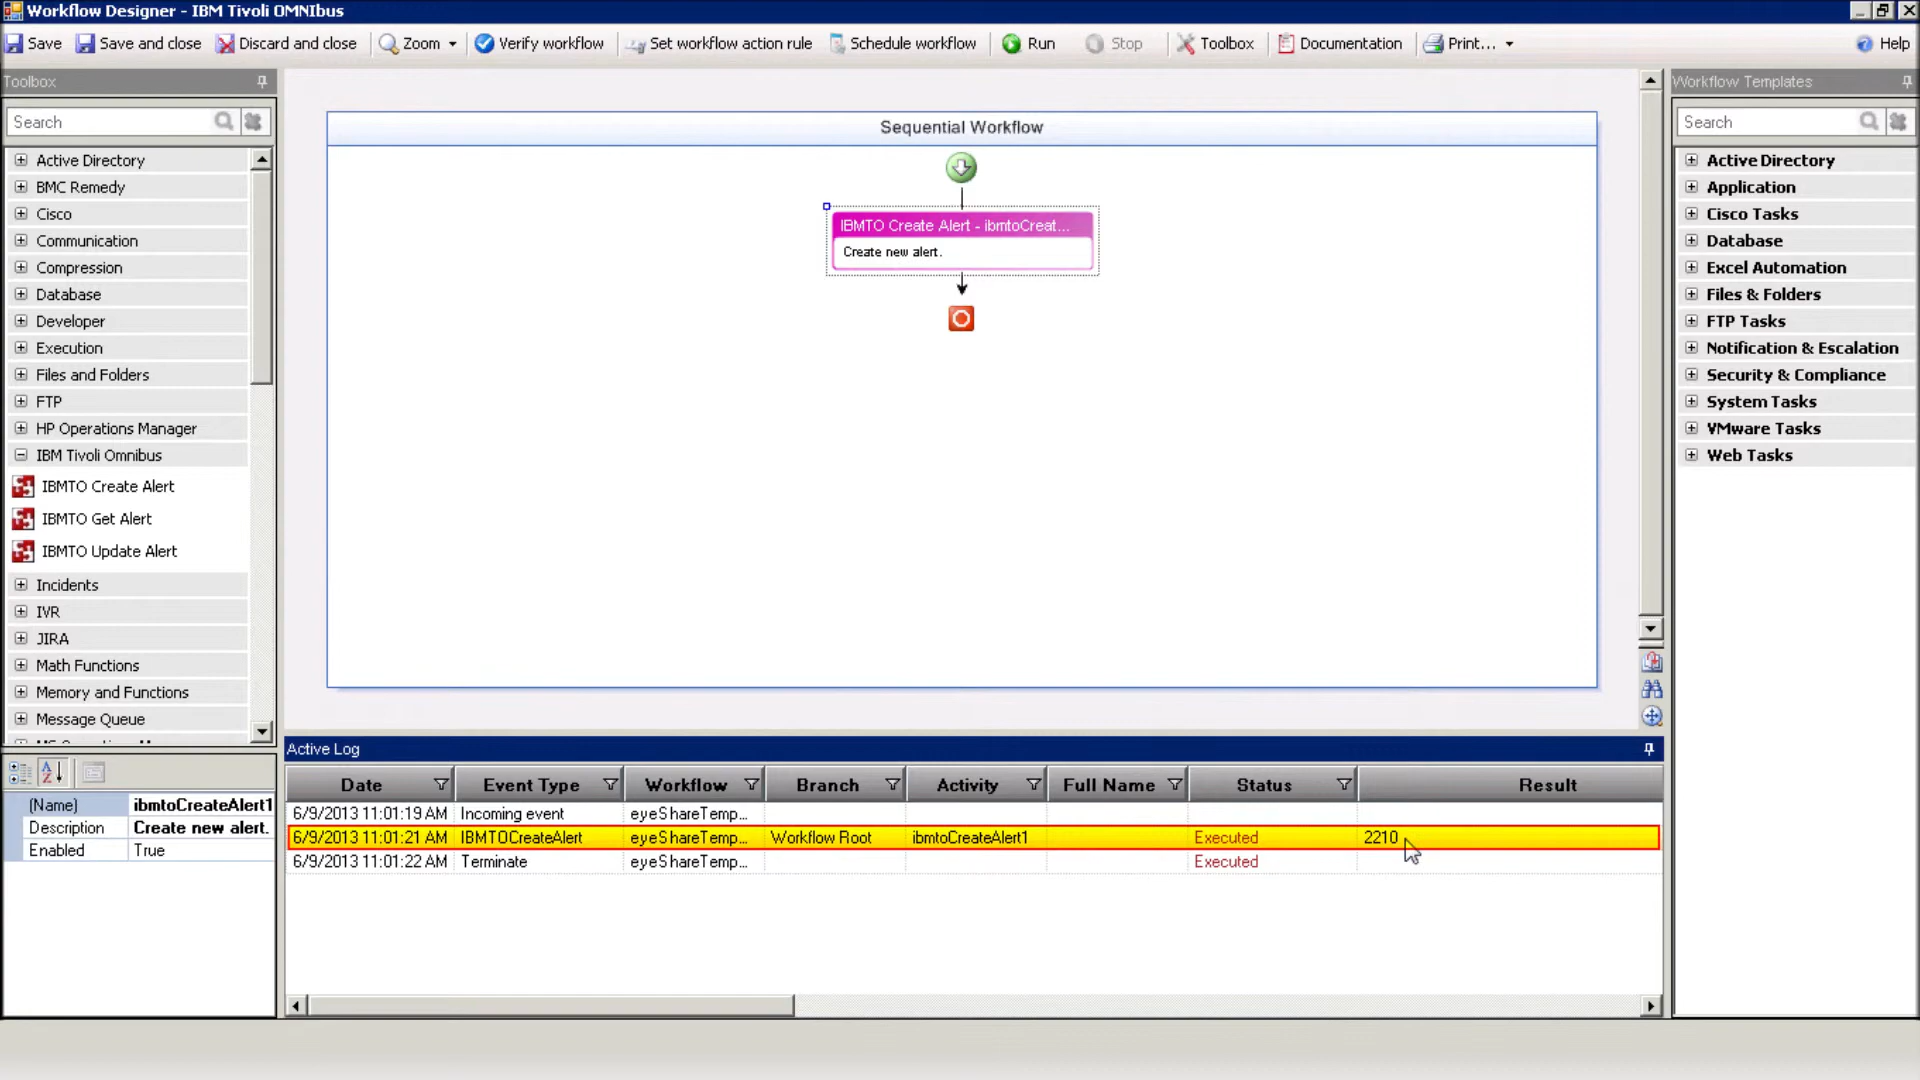 Workflow Designer - IBM Tivoli OMNIbus
Save Save and close Discard and close Zoom Verify workflow Set workflow action rule Schedule workflow Run Stop Toolbox Documentation Print... Help
Toolbox
Search
Active Directory
BMC Remedy
Cisco
Communication
Compression
Database
Developer
Execution
Files and Folders
FTP
HP Operations Manager
IBM Tivoli Omnibus
IBMTO Create Alert
IBMTO Get Alert
IBMTO Update Alert
Incidents
IVR
JIRA
Math Functions
Memory and Functions
Message Queue
(Name) ibmtoCreateAlert1
Description Create new alert.
Enabled True
Sequential Workflow
IBMTO Create Alert - ibmtoCreat...
Create new alert.
Active Log
Date Event Type Workflow Branch Activity Full Name Status Result
6/9/2013 11:01:19 AM Incoming event eyeShareTemp...
6/9/2013 11:01:21 AM IBMTOCreateAlert eyeShareTemp... Workflow Root ibmtoCreateAlert1 Executed 2210
6/9/2013 11:01:22 AM Terminate eyeShareTemp... Executed
Workflow Templates
Search
Active Directory
Application
Cisco Tasks
Database
Excel Automation
Files & Folders
FTP Tasks
Notification & Escalation
Security & Compliance
System Tasks
VMware Tasks
Web Tasks